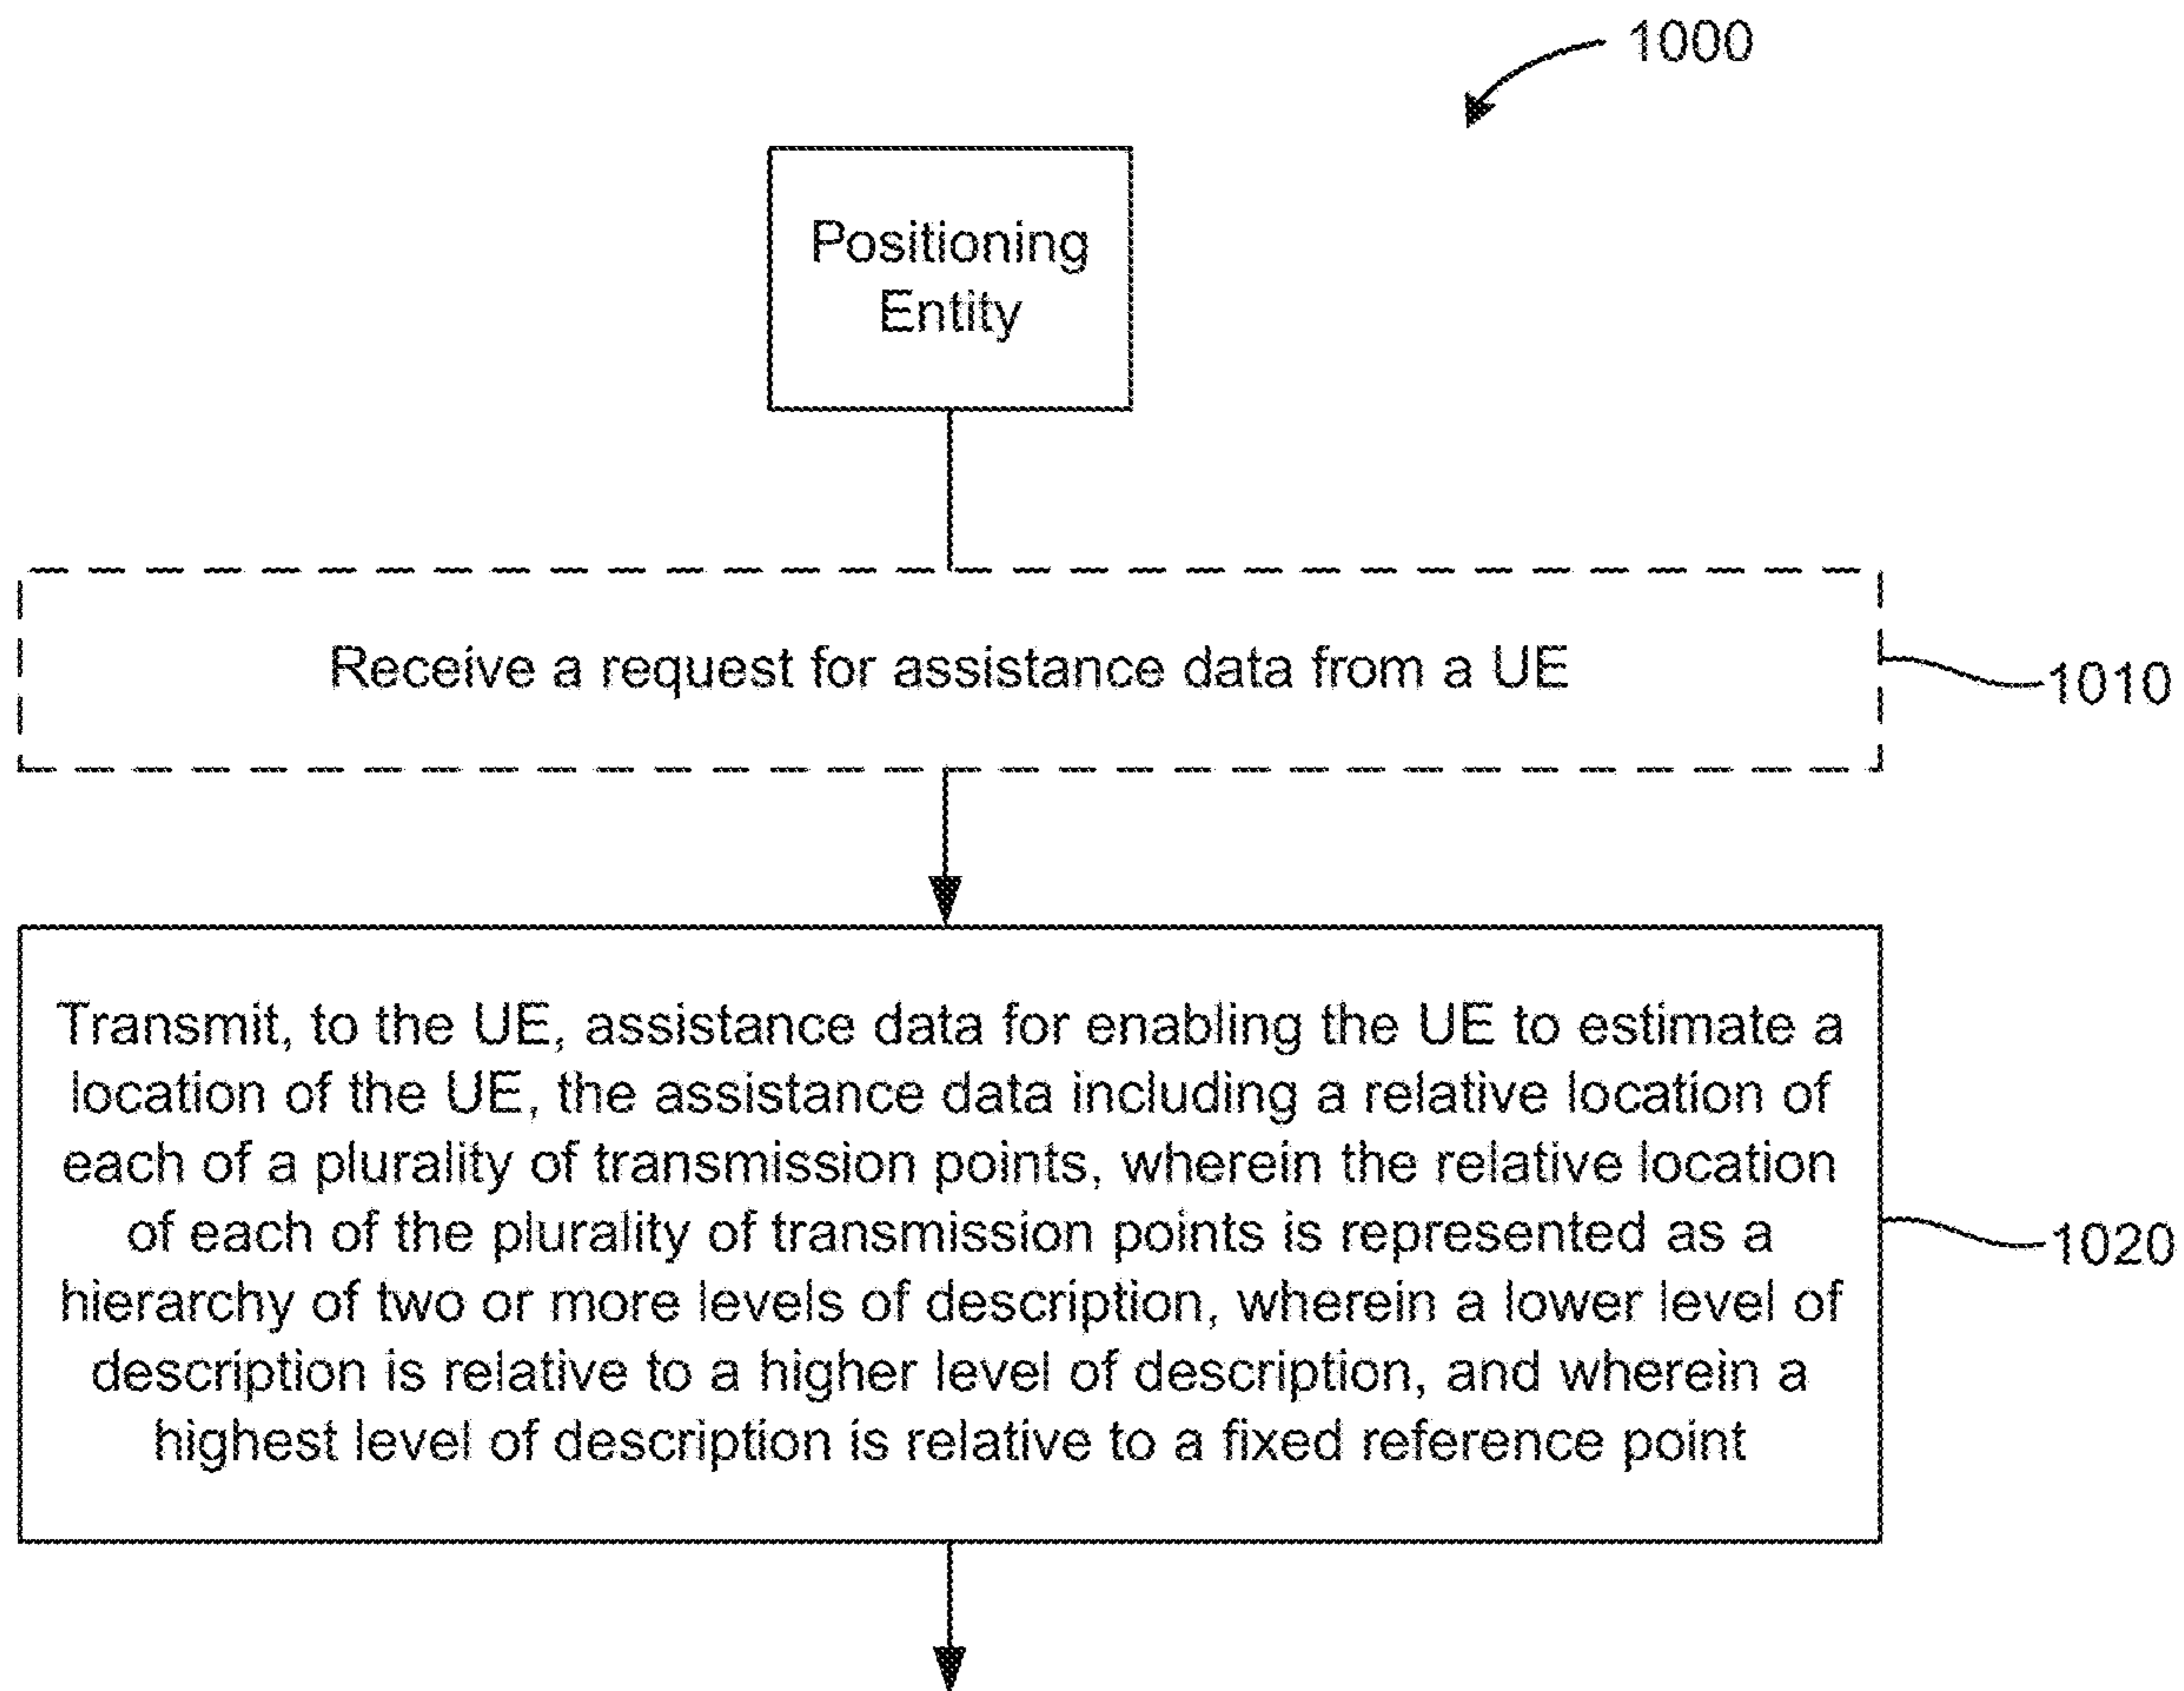 1000
Positioning
Entity
Receive a request for assistance data from a UE
1010
Transmit, to the UE, assistance data for enabling the UE to estimate a
location of the UE, the assistance data including a relative location of
each of a plurality of transmission points, wherein the relative location
of each of the plurality of transmission points is represented as a
hierarchy of two or more levels of description, wherein a lower level of
description is relative to a higher level of description, and wherein a
highest level of description is relative to a fixed reference point
1020